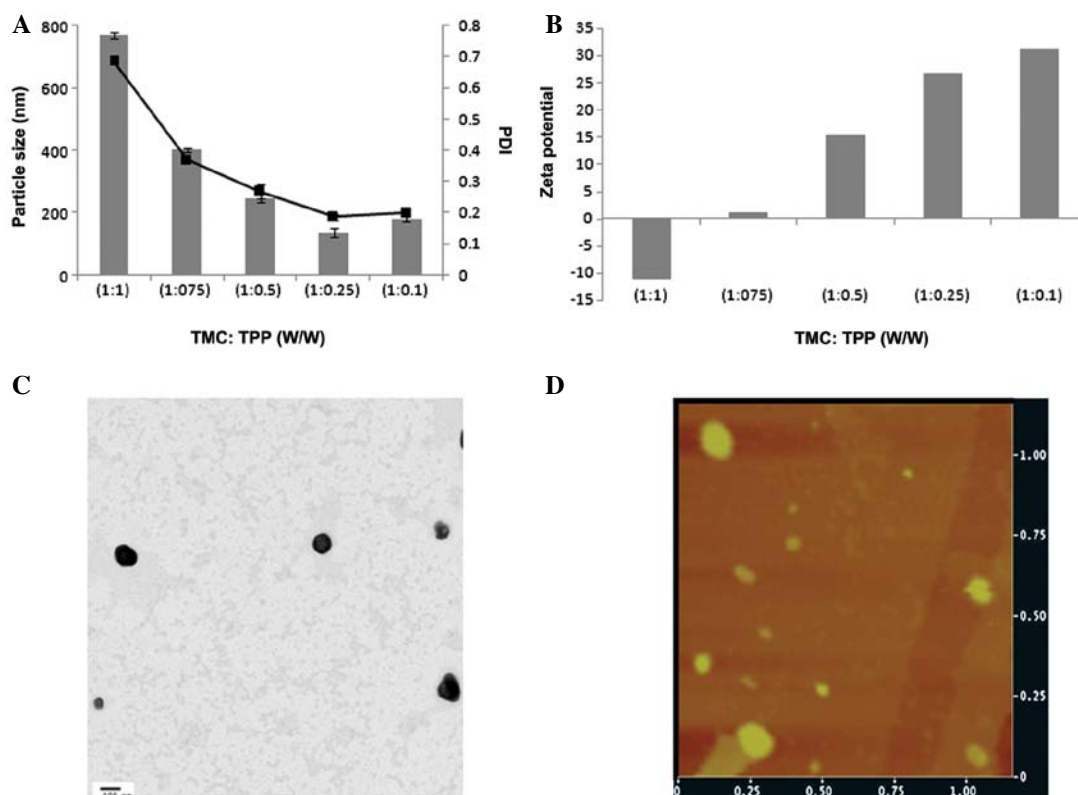 A
800
600
400
200
0
0.8
0.7
0.6
0.5
0.4
0.3
0.2
0.1
0
Particle size (nm)
PDI
(1:1) (1:075) (1:0.5) (1:0.25) (1:0.1)
TMC: TPP (W/W)
B
35
30
25
20
15
10
5
0
-5
-10
-15
Zeta potential
(1:1) (1:075) (1:0.5) (1:0.25) (1:0.1)
TMC: TPP (W/W)
C
D
1.00
0.75
0.50
0.25
0
0 0.25 0.50 0.75 1.00